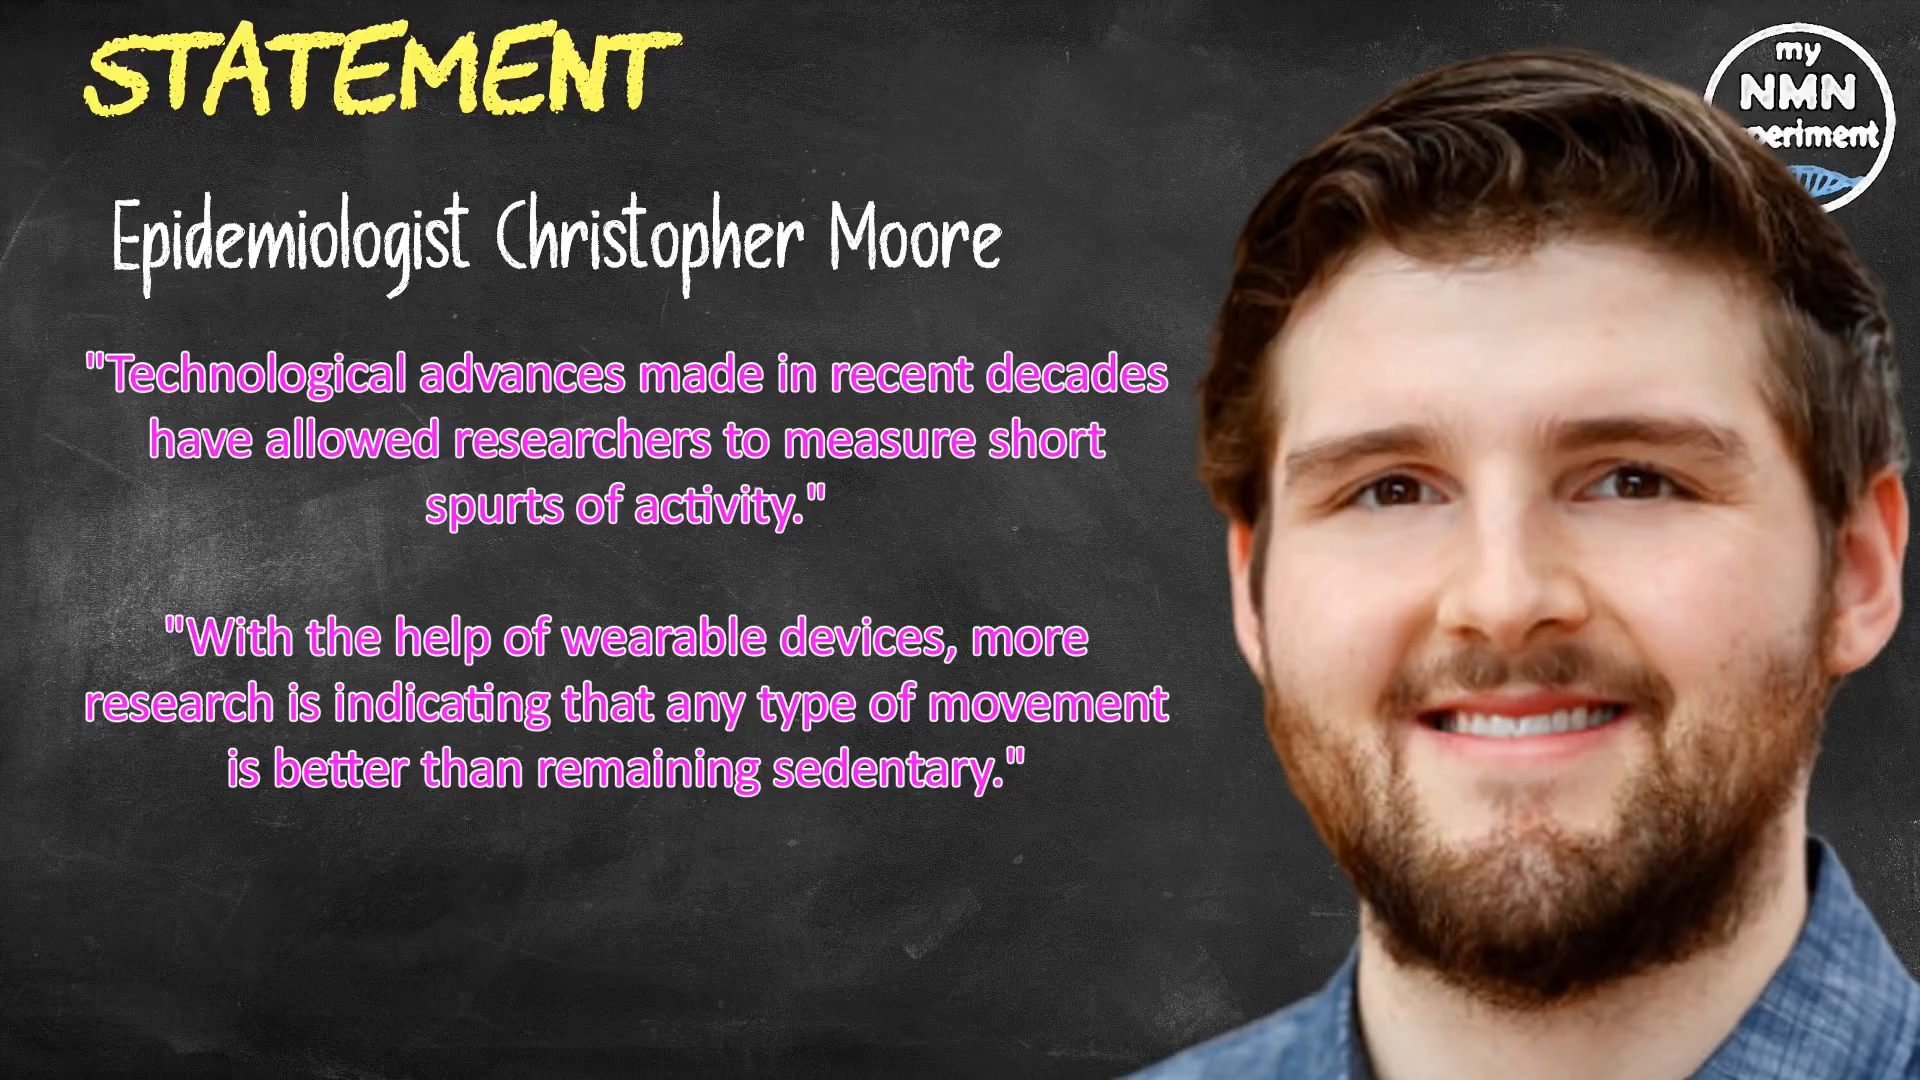 STATEMENT
my
NMN
Epidemiologist Christopher Moore
"Technological advances made in recent decades
have allowed researchers to measure short
spurts of activity."
"With the help of wearable devices, more
research is indicating that any type of movement
is better than remaining sedentary."